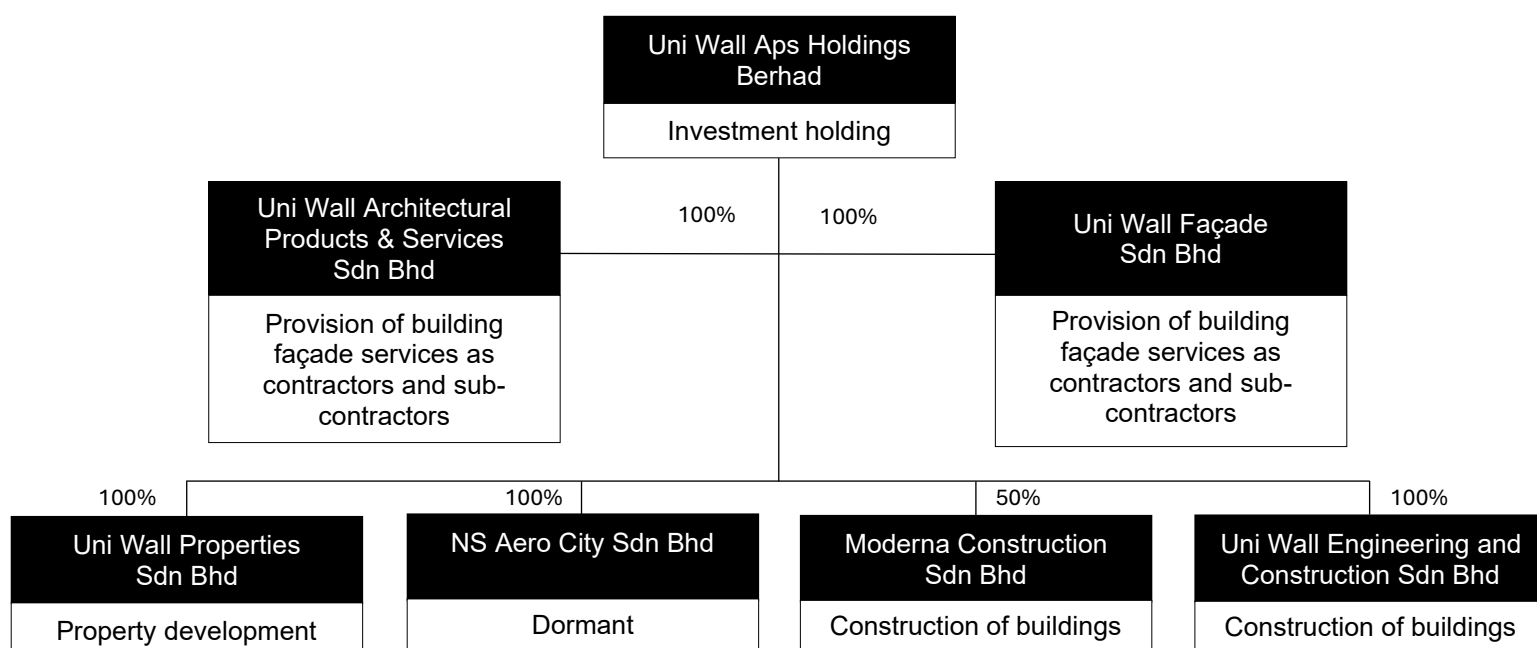 Uni Wall Aps Holdings
Berhad
Investment holding
Uni Wall Architectural
Products & Services
Sdn Bhd
Provision of building
façade services as
contractors and sub-
contractors
100%
100%
Uni Wall Façade
Sdn Bhd
Provision of building
façade services as
contractors and sub-
contractors
100%
Uni Wall Properties
Sdn Bhd
Property development
100%
NS Aero City Sdn Bhd
Dormant
50%
Moderna Construction
Sdn Bhd
Construction of buildings
100%
Uni Wall Engineering and
Construction Sdn Bhd
Construction of buildings